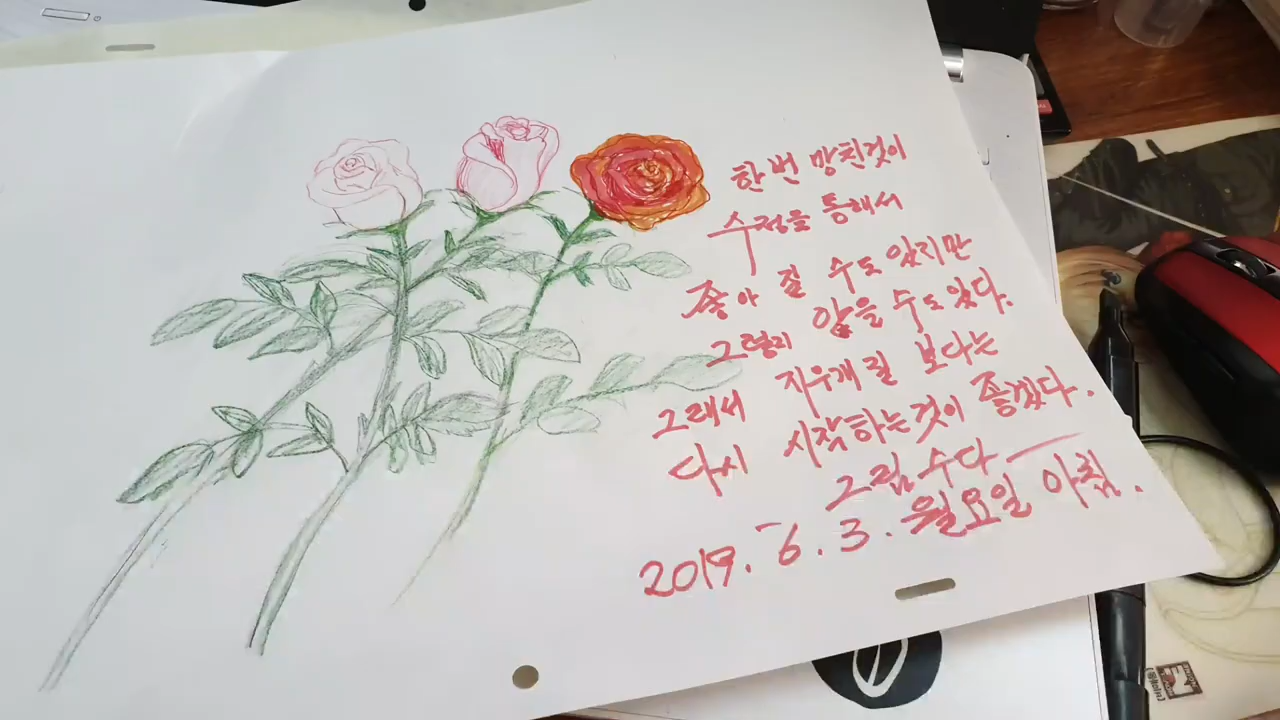 한번 망친것이
수정을 통해서
좋아 질 수도 있지만
그렇지 않을 수도 있다.
그래서 지우개질 보다는
다시 시작하는것이 좋겠다.
그림수다
2019. 6. 3. 월요일 아침.